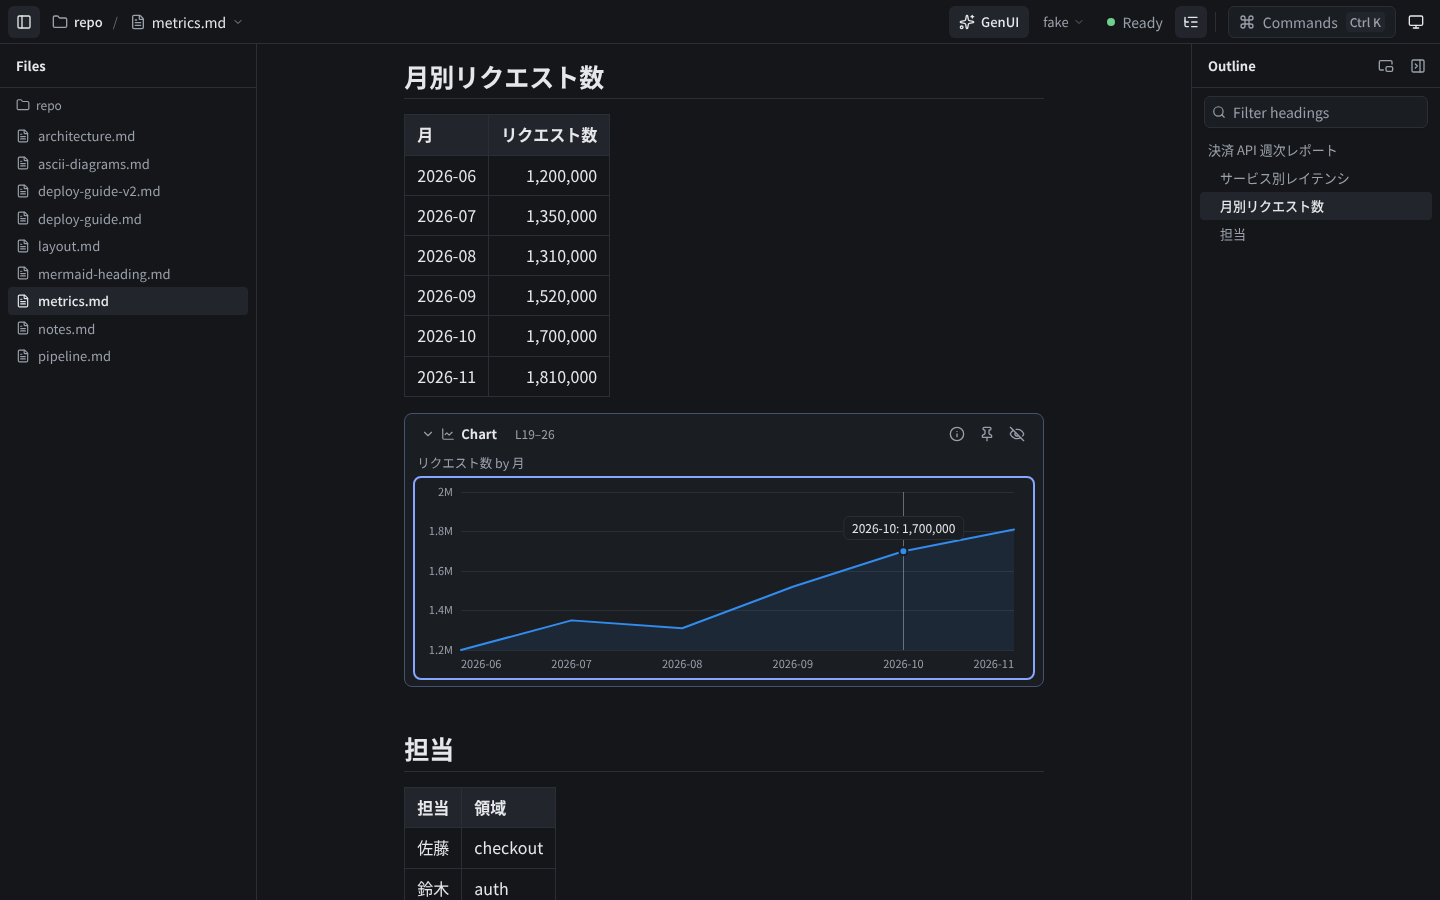 repo / metrics.md
GenUI
fake
Ready
Commands Ctrl K
Files
repo
architecture.md
ascii-diagrams.md
deploy-guide-v2.md
deploy-guide.md
layout.md
mermaid-heading.md
metrics.md
notes.md
pipeline.md
月別リクエスト数
月 リクエスト数
2026-06 1,200,000
2026-07 1,350,000
2026-08 1,310,000
2026-09 1,520,000
2026-10 1,700,000
2026-11 1,810,000
Chart L19–26
リクエスト数 by 月
2M
1.8M
1.6M
1.4M
1.2M
2026-10: 1,700,000
2026-06 2026-07 2026-08 2026-09 2026-10 2026-11
担当
担当 領域
佐藤 checkout
鈴木 auth
Outline
Filter headings
決済 API 週次レポート
サービス別レイテンシ
月別リクエスト数
担当